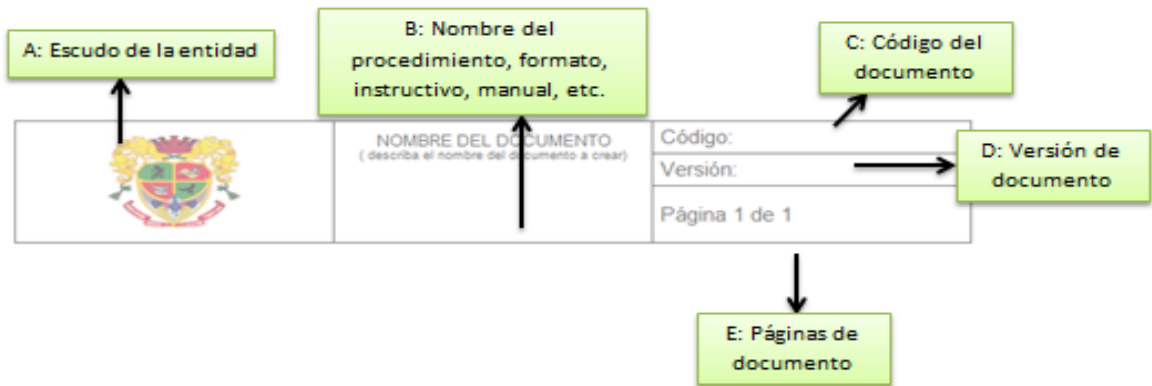 A: Escudo de la entidad
B: Nombre del
procedimiento, formato,
instructivo, manual, etc.
C: Código del
documento
NOMBRE DEL DOCUMENTO
( describa el nombre del documento a crear)
Código:
Versión:
Página 1 de 1
D: Versión de
documento
E: Páginas de
documento